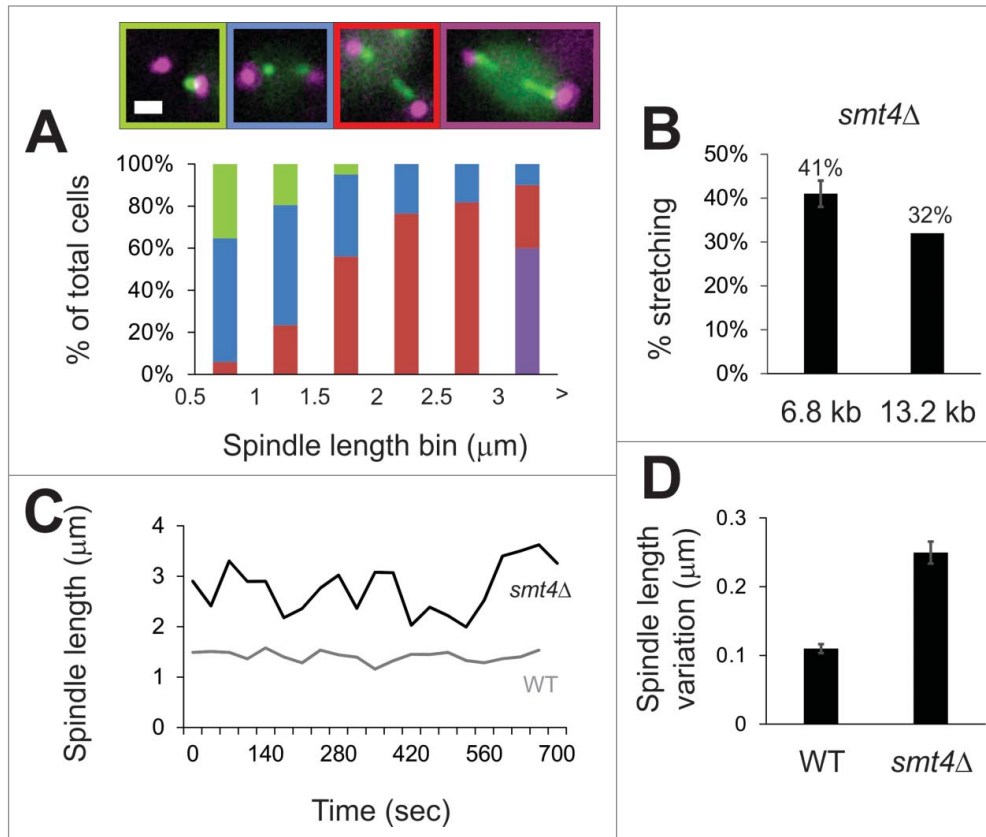 A
100%
80%
60%
40%
20%
0%
% of total cells
0.5 1 1.5 2 2.5 3 >
Spindle length bin (μm)
B
smt4Δ
50%
40%
30%
20%
10%
0%
% stretching
41%
32%
6.8 kb 13.2 kb
C
4
3
2
1
0
Spindle length (μm)
smt4Δ
WT
0 140 280 420 560 700
Time (sec)
D
0.3
0.2
0.1
0
Spindle length
variation (μm)
WT smt4Δ